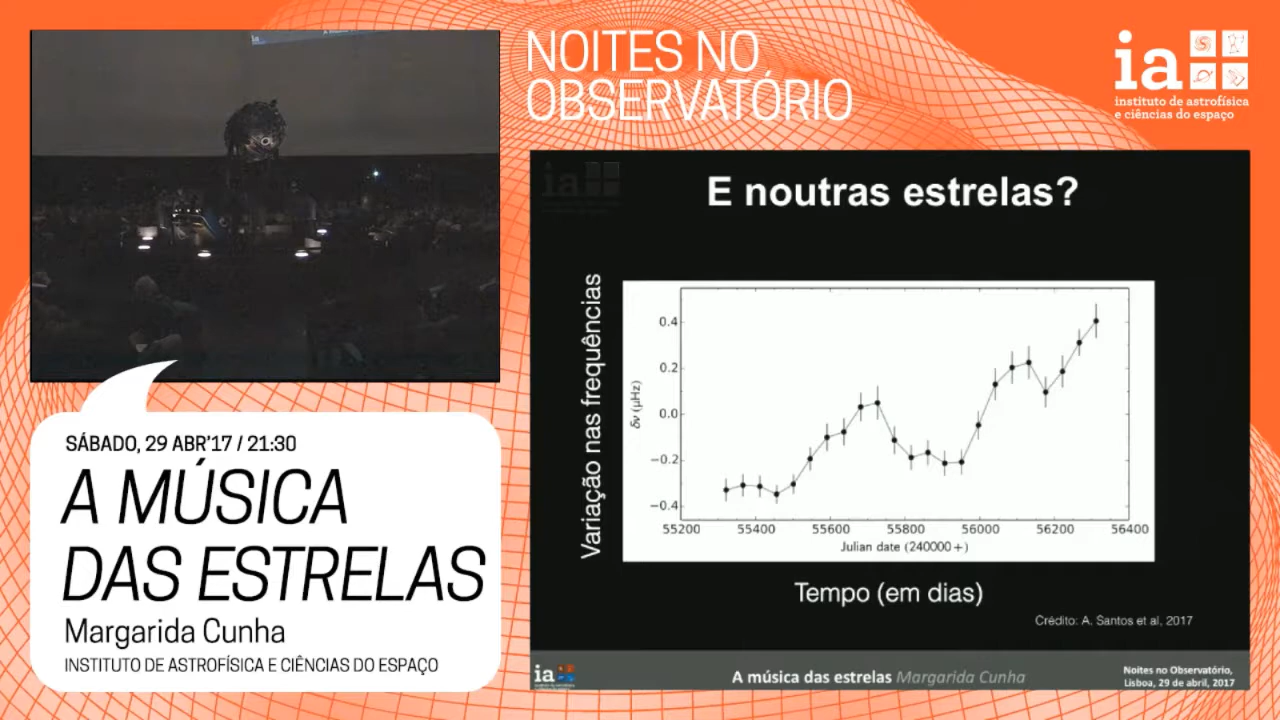 NOITES NO
OBSERVATÓRIO
ia
instituto de astrofísica
e ciências do espaço
SÁBADO, 29 ABR'17 / 21:30
A MÚSICA
DAS ESTRELAS
Margarida Cunha
INSTITUTO DE ASTROFÍSICA E CIÊNCIAS DO ESPAÇO
ia
E noutras estrelas?
Variação nas frequências
δν (μHz)
0.4
0.2
0.0
−0.2
−0.4
55200 55400 55600 55800 56000 56200 56400
Julian date (240000+)
Tempo (em dias)
Crédito: A. Santos et al, 2017
ia
A música das estrelas Margarida Cunha
Noites no Observatório,
Lisboa, 29 de abril, 2017